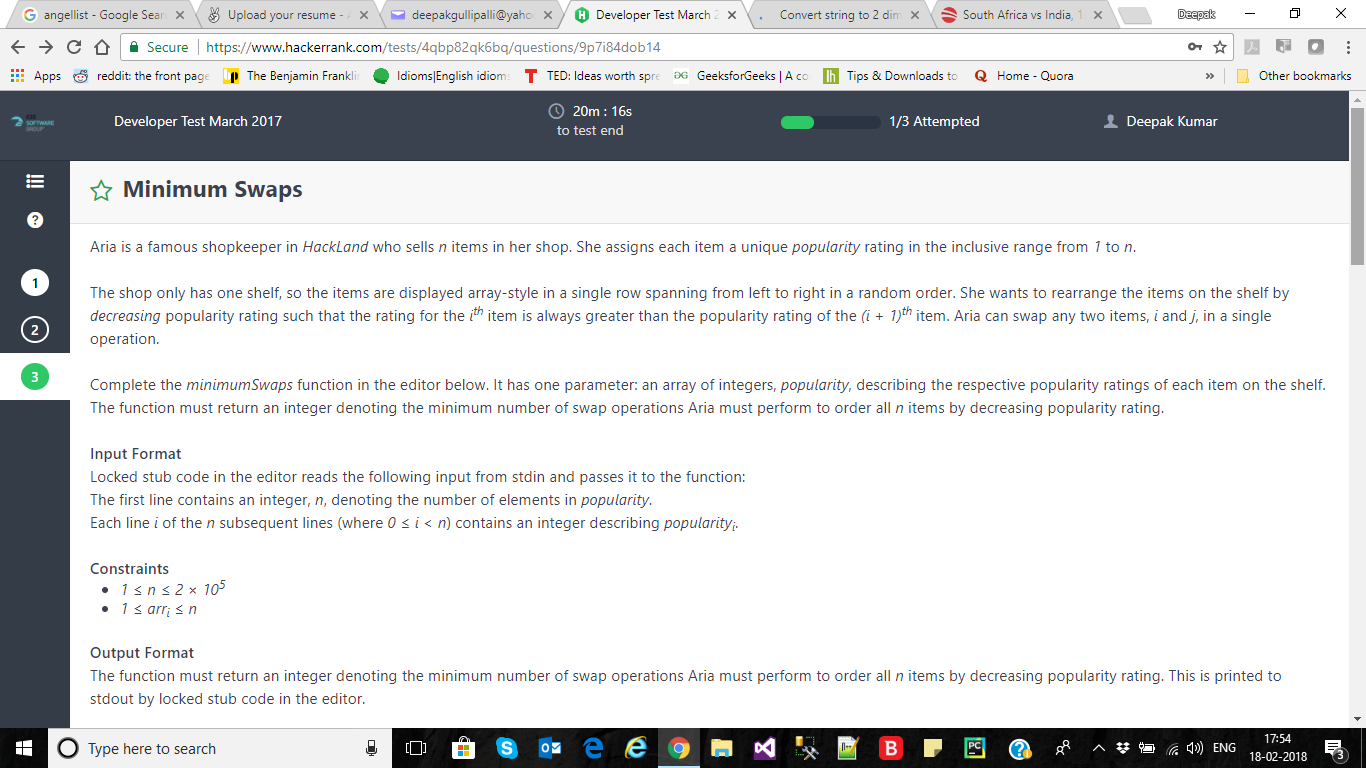 angellist - Google Sear
Upload your resume - A
deepakgullipalli@yaho
Developer Test March 2
Convert string to 2 dim
South Africa vs India, 1
Deepak
Secure
https://www.hackerrank.com/tests/4qbp82qk6bq/questions/9p7i84dob14
Apps
reddit: the front page
The Benjamin Frankli
Idioms|English idiom
TED: Ideas worth spre
GeeksforGeeks | A co
Tips & Downloads to
Home - Quora
»
Other bookmarks
SOFTWARE
GROUP
Developer Test March 2017
20m : 16s
to test end
1/3 Attempted
Deepak Kumar
Minimum Swaps
?
1
2
3
Aria is a famous shopkeeper in HackLand who sells n items in her shop. She assigns each item a unique popularity rating in the inclusive range from 1 to n.
The shop only has one shelf, so the items are displayed array-style in a single row spanning from left to right in a random order. She wants to rearrange the items on the shelf by
decreasing popularity rating such that the rating for the ith item is always greater than the popularity rating of the (i + 1)th item. Aria can swap any two items, i and j, in a single
operation.
Complete the minimumSwaps function in the editor below. It has one parameter: an array of integers, popularity, describing the respective popularity ratings of each item on the shelf.
The function must return an integer denoting the minimum number of swap operations Aria must perform to order all n items by decreasing popularity rating.
Input Format
Locked stub code in the editor reads the following input from stdin and passes it to the function:
The first line contains an integer, n, denoting the number of elements in popularity.
Each line i of the n subsequent lines (where 0 ≤ i < n) contains an integer describing popularityi.
Constraints
• 1 ≤ n ≤ 2 × 10^5
• 1 ≤ arri ≤ n
Output Format
The function must return an integer denoting the minimum number of swap operations Aria must perform to order all n items by decreasing popularity rating. This is printed to
stdout by locked stub code in the editor.
Type here to search
ENG
17:54
18-02-2018
3